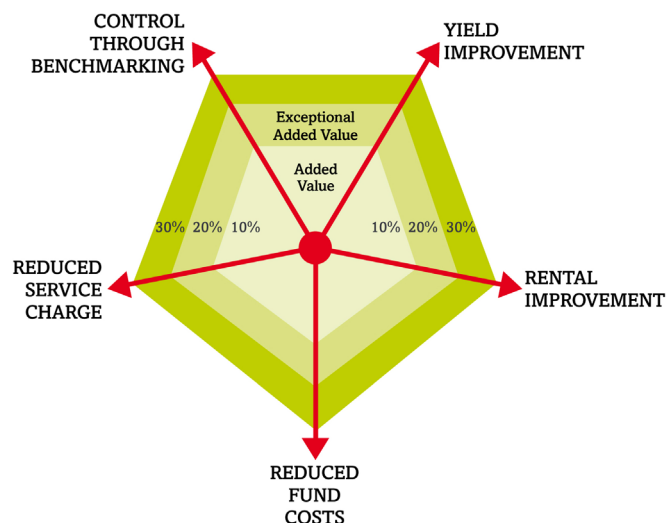 CONTROL
THROUGH
BENCHMARKING
YIELD
IMPROVEMENT
Exceptional
Added Value
Added
Value
30% 20% 10%
10% 20% 30%
REDUCED
SERVICE
CHARGE
RENTAL
IMPROVEMENT
REDUCED
FUND
COSTS